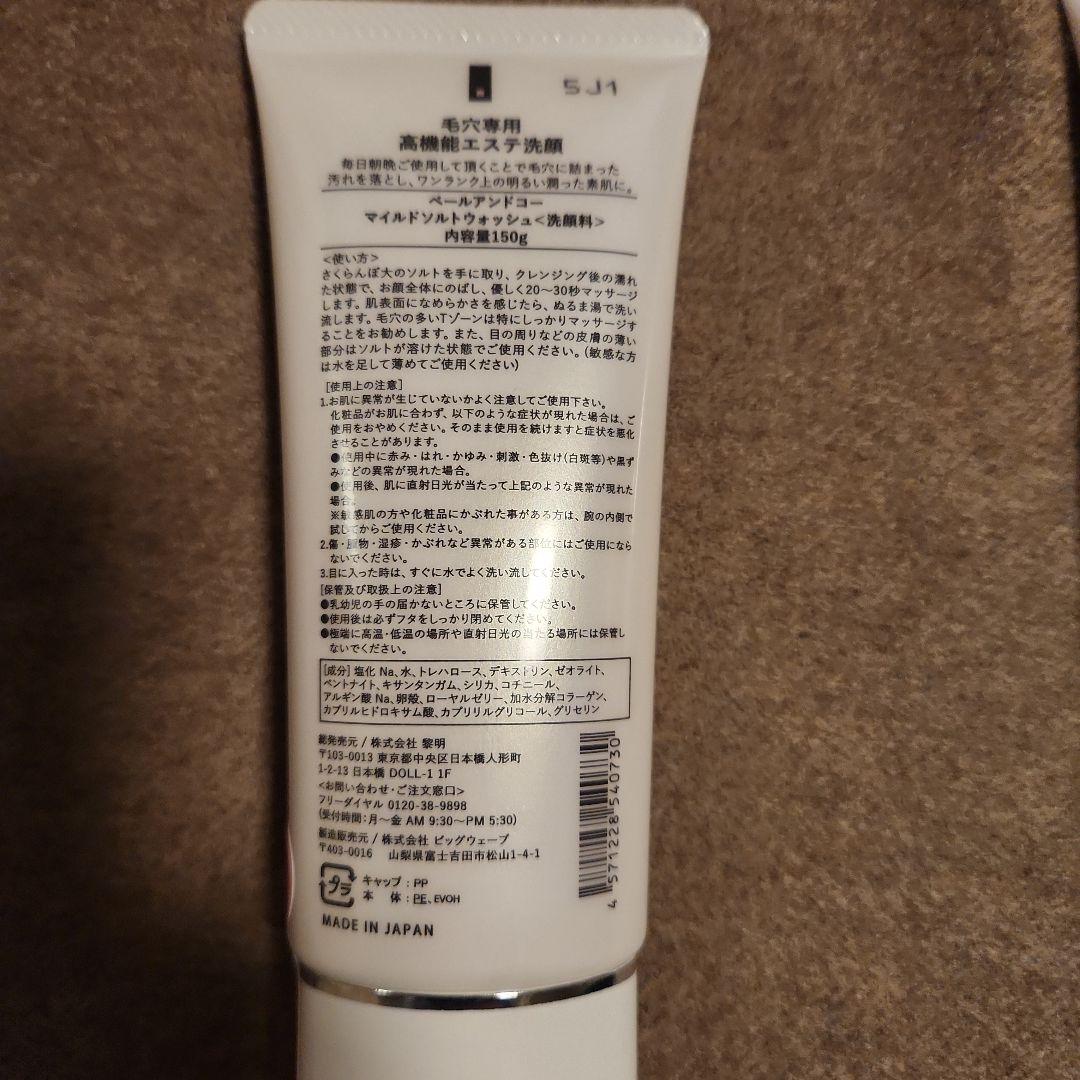 5J1
毛穴専用
高機能エステ洗顔
毎日朝晩ご使用して頂くことで毛穴に詰まった
汚れを落とし、ワンランク上の明るい潤った素肌に。
ペールアンドコー
マイルドソルトウォッシュ<洗顔料>
内容量150g
<使い方>
さくらんぼ大のソルトを手に取り、クレンジング後の濡れ
た状態で、お顔全体にのばし、優しく20〜30秒マッサージ
します。肌表面になめらかさを感じたら、ぬるま湯で洗い
流します。毛穴の多いTゾーンは特にしっかりマッサージす
ることをお勧めします。また、目の周りなどの皮膚の薄い
部分はソルトが溶けた状態でご使用ください。(敏感な方
は水を足して薄めてご使用ください)
[使用上の注意]
1.お肌に異常が生じていないかよく注意してご使用下さい。
化粧品がお肌に合わず、以下のような症状が現れた場合は、ご
使用をおやめください。そのまま使用を続けますと症状を悪化
させることがあります。
●使用中に赤み・はれ・かゆみ・刺激・色抜け(白斑等)や黒ず
みなどの異常が現れた場合。
●使用後、肌に直射日光が当たって上記のような異常が現れた
場合。
※敏感肌の方や化粧品にかぶれた事がある方は、腕の内側で
試してからご使用ください。
2.傷・腫物・湿疹・かぶれなど異常がある部位にはご使用になら
ないでください。
3.目に入った時は、すぐに水でよく洗い流してください。
[保管及び取扱上の注意]
●乳幼児の手の届かないところに保管してください。
●使用後は必ずフタをしっかり閉めてください。
●極端に高温・低温の場所や直射日光の当たる場所には保管し
ないでください。
[成分] 塩化 Na、水、トレハロース、デキストリン、ゼオライト、
ベントナイト、キサンタンガム、シリカ、コチニール、
アルギン酸 Na、卵殻、ローヤルゼリー、加水分解コラーゲン、
カプリルヒドロキサム酸、カプリリルグリコール、グリセリン
総発売元 / 株式会社 黎明
〒103-0013 東京都中央区日本橋人形町
1-2-13 日本橋 DOLL-1 1F
<お問い合わせ・ご注文窓口>
フリーダイヤル 0120-38-9898
(受付時間:月〜金 AM 9:30〜PM 5:30)
製造販売元 / 株式会社 ビッグウェーブ
〒403-0016 山梨県富士吉田市松山1-4-1
プラ
キャップ : PP
本 体 : PE、EVOH
MADE IN JAPAN
4 571228 540730